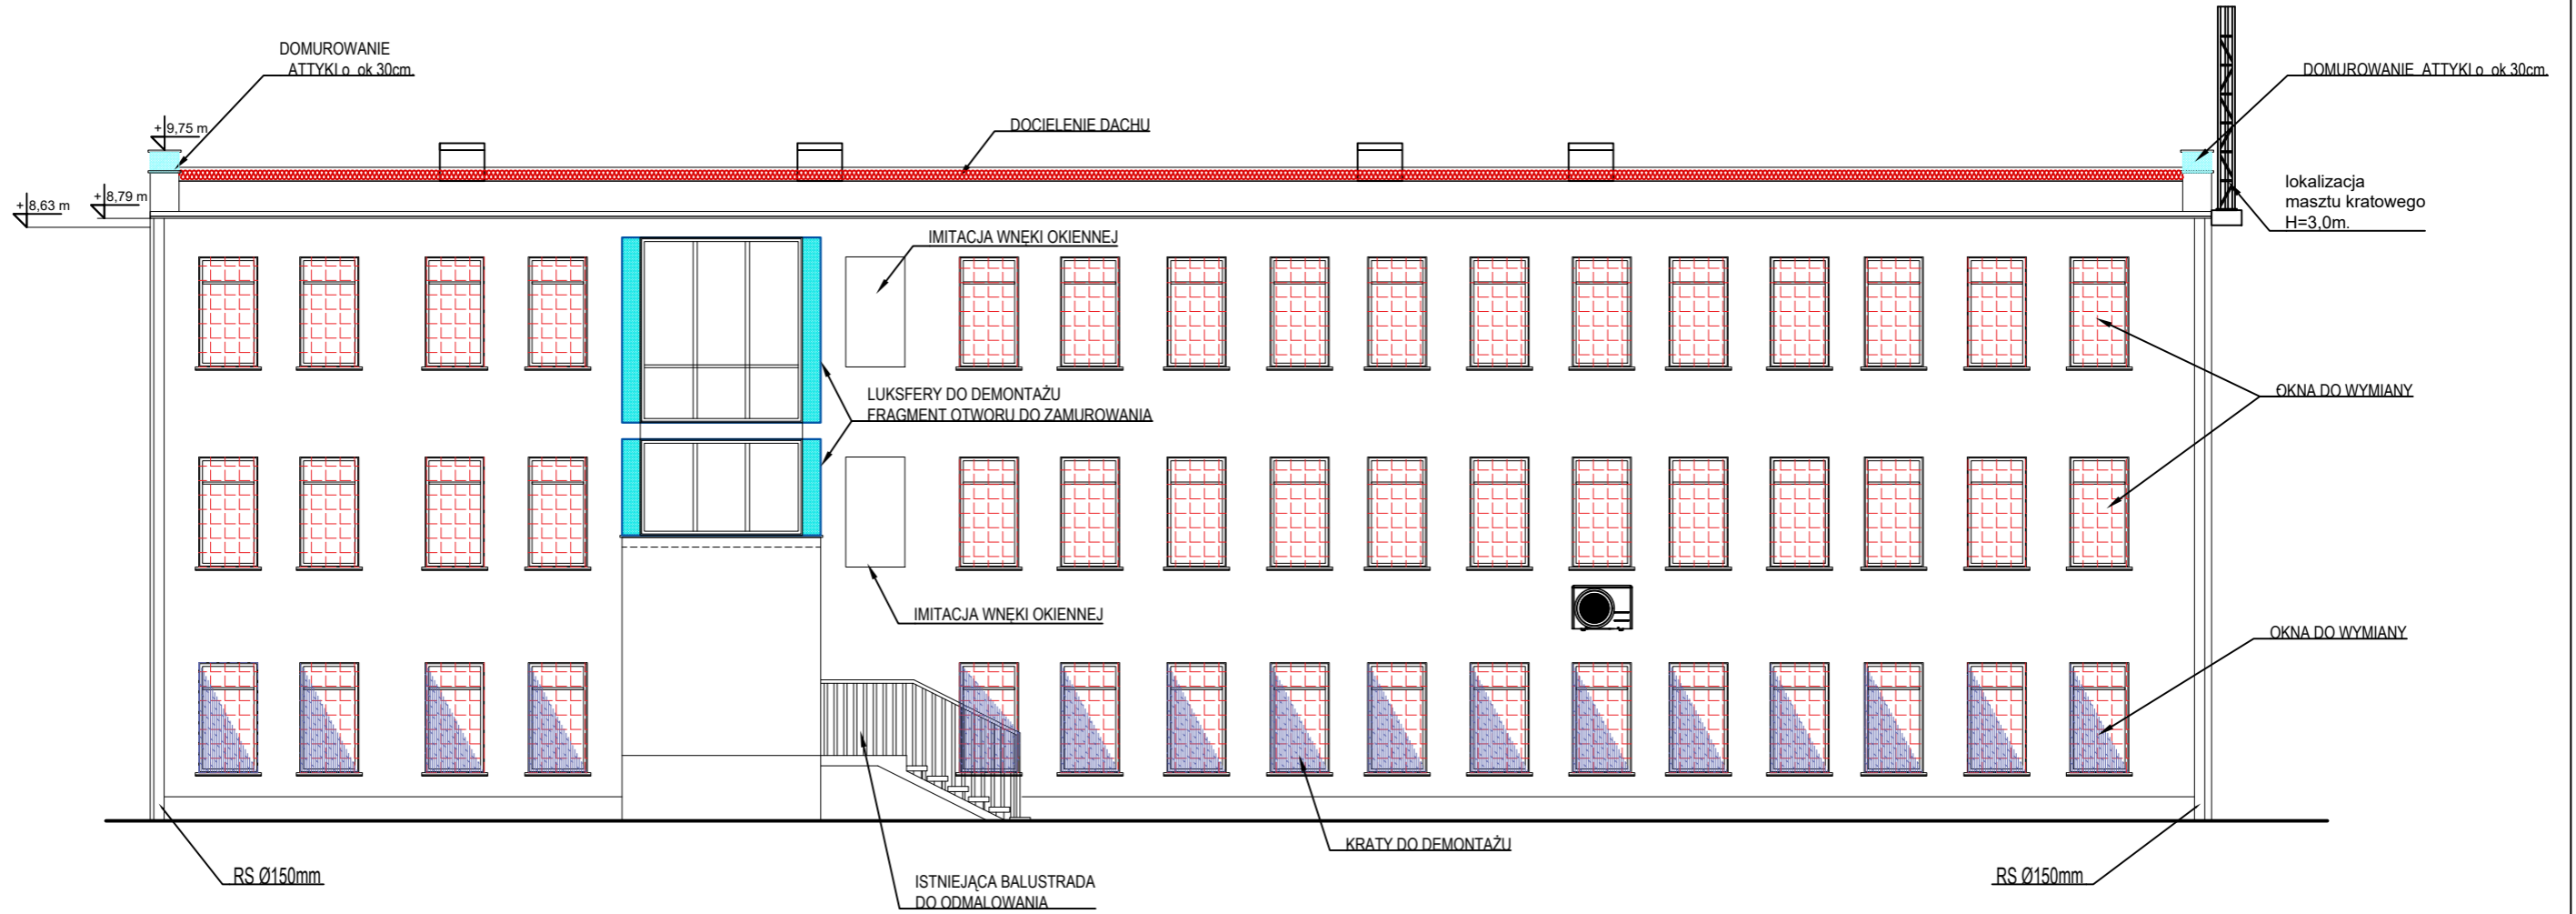 DOMUROWANIE
ATTYKI o ok 30cm.
DOMUROWANIE ATTYKI o ok 30cm.
+9,75 m
DOCIELENIE DACHU
+8,79 m
+8,63 m
lokalizacja
masztu kratowego
H=3,0m.
IMITACJA WNĘKI OKIENNEJ
LUKSFERY DO DEMONTAŻU
FRAGMENT OTWORU DO ZAMUROWANIA
OKNA DO WYMIANY
IMITACJA WNĘKI OKIENNEJ
OKNA DO WYMIANY
KRATY DO DEMONTAŻU
RS Ø150mm
RS Ø150mm
ISTNIEJĄCA BALUSTRADA
DO ODMALOWANIA